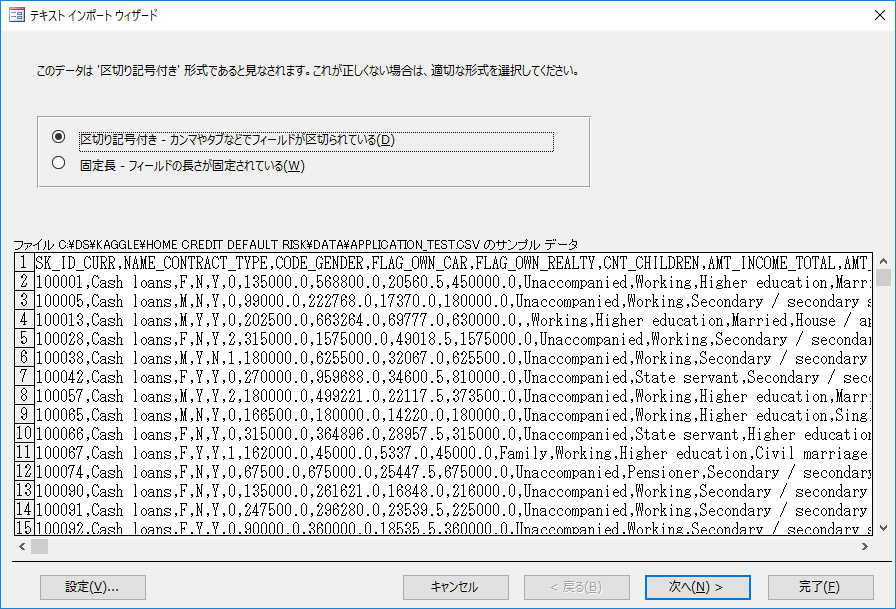 テキスト インポート ウィザード
このデータは '区切り記号付き' 形式であると見なされます。これが正しくない場合は、適切な形式を選択してください。
区切り記号付き - カンマやタブなどでフィールドが区切られている(D)
固定長 - フィールドの長さが固定されている(W)
ファイル C:¥DS¥KAGGLE¥HOME CREDIT DEFAULT RISK¥DATA¥APPLICATION_TEST.CSV のサンプル データ
1 SK_ID_CURR,NAME_CONTRACT_TYPE,CODE_GENDER,FLAG_OWN_CAR,FLAG_OWN_REALTY,CNT_CHILDREN,AMT_INCOME_TOTAL,AMT_
2 100001,Cash loans,F,N,Y,0,135000.0,568800.0,20560.5,450000.0,Unaccompanied,Working,Higher education,Marri
3 100005,Cash loans,M,N,Y,0,99000.0,222768.0,17370.0,180000.0,Unaccompanied,Working,Secondary / secondary s
4 100013,Cash loans,M,Y,Y,0,202500.0,663264.0,69777.0,630000.0,,Working,Higher education,Married,House / ap
5 100028,Cash loans,F,N,Y,2,315000.0,1575000.0,49018.5,1575000.0,Unaccompanied,Working,Secondary / secondar
6 100038,Cash loans,M,Y,N,1,180000.0,625500.0,32067.0,625500.0,Unaccompanied,Working,Secondary / secondary
7 100042,Cash loans,F,Y,Y,0,270000.0,959688.0,34600.5,810000.0,Unaccompanied,State servant,Secondary / seco
8 100057,Cash loans,M,Y,Y,2,180000.0,499221.0,22117.5,373500.0,Unaccompanied,Working,Higher education,Marri
9 100065,Cash loans,M,N,Y,0,166500.0,180000.0,14220.0,180000.0,Unaccompanied,Working,Higher education,Sing
10 100066,Cash loans,F,N,Y,0,315000.0,364896.0,28957.5,315000.0,Unaccompanied,State servant,Higher education
11 100067,Cash loans,F,Y,Y,1,162000.0,45000.0,5337.0,45000.0,Family,Working,Higher education,Civil marriage
12 100074,Cash loans,F,N,Y,0,67500.0,675000.0,25447.5,675000.0,Unaccompanied,Pensioner,Secondary / secondary
13 100090,Cash loans,F,N,Y,0,135000.0,261621.0,16848.0,216000.0,Unaccompanied,Working,Secondary / secondary
14 100091,Cash loans,F,N,Y,0,247500.0,296280.0,23539.5,225000.0,Unaccompanied,Working,Secondary / secondary
15 100092,Cash loans,F,Y,Y,0,90000.0,360000.0,18535.5,360000.0,Unaccompanied,Working,Secondary / secondary s
設定(V)...
キャンセル
< 戻る(B)
次へ(N) >
完了(F)